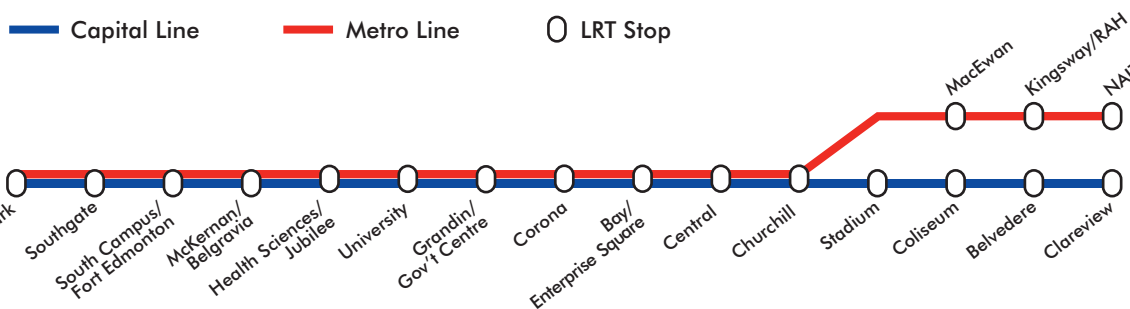 Capital Line
Metro Line
LRT Stop
MacEwan
Kingsway/RAH
Southgate
South Campus/
Fort Edmonton
McKernan/
Belgravia
Health Sciences/
Jubilee
University
Grandin/
Gov't Centre
Corona
Bay/
Enterprise Square
Central
Churchill
Stadium
Coliseum
Belvedere
Clareview